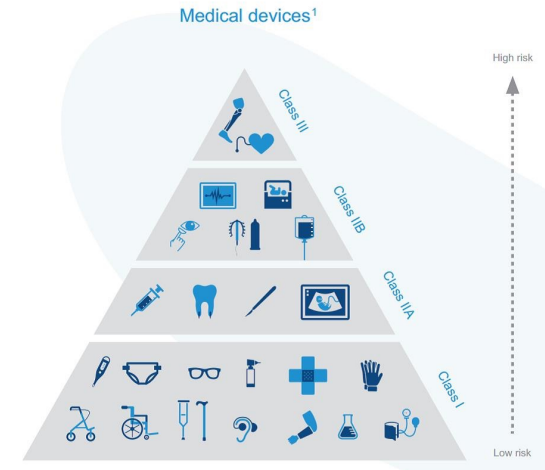 Medical devices¹
High risk
Class III
Class IIB
Class IIA
Class I
Low risk